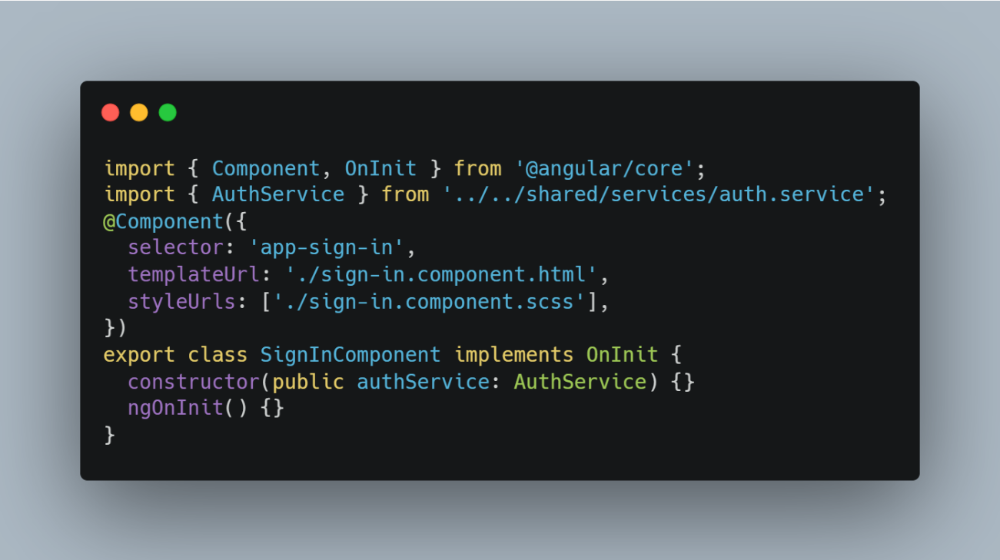 import { Component, OnInit } from '@angular/core';
import { AuthService } from '../../shared/services/auth.service';
@Component({
  selector: 'app-sign-in',
  templateUrl: './sign-in.component.html',
  styleUrls: ['./sign-in.component.scss'],
})
export class SignInComponent implements OnInit {
  constructor(public authService: AuthService) {}
  ngOnInit() {}
}